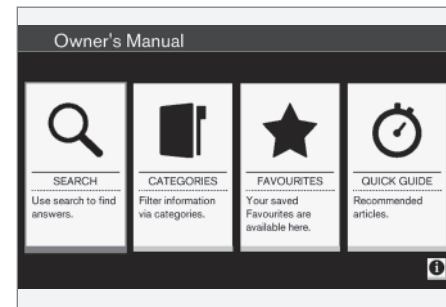 Owner's Manual
SEARCH
Use search to find
answers.
CATEGORIES
Filter information
via categories.
FAVOURITES
Your saved
Favourites are
available here.
QUICK GUIDE
Recommended
articles.